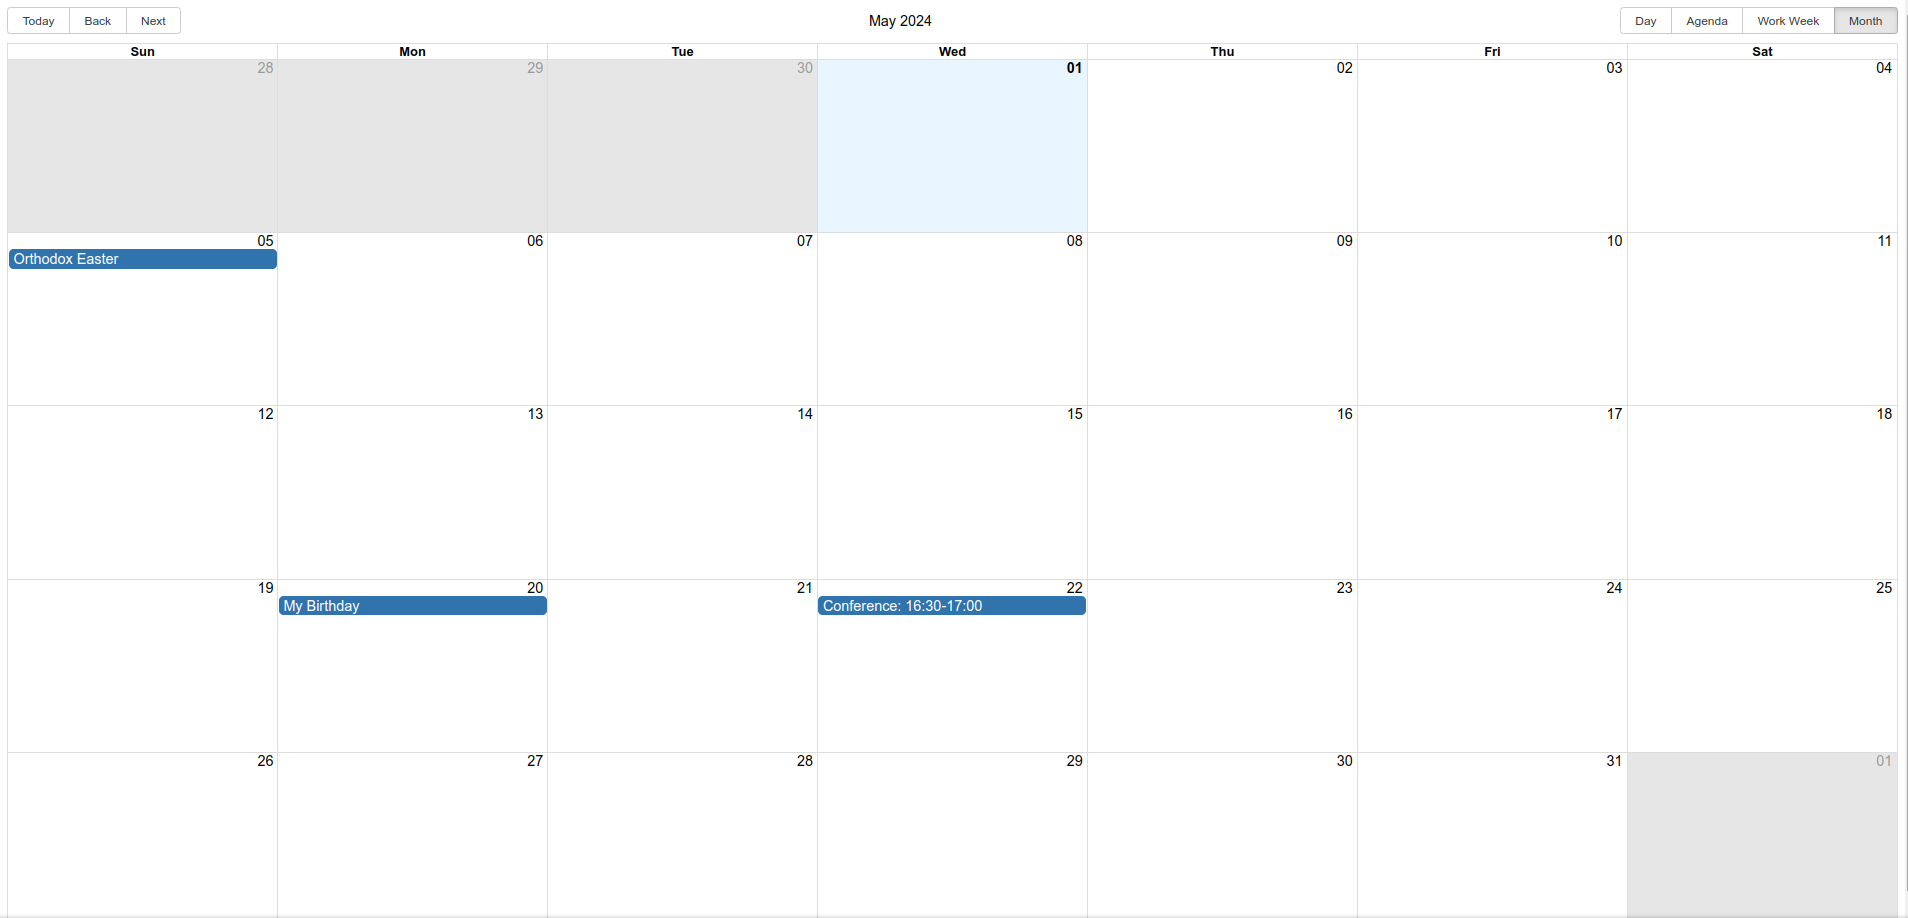 Today Back Next May 2024 Day Agenda Work Week Month
Sun Mon Tue Wed Thu Fri Sat
28 29 30 01 02 03 04
05 06 07 08 09 10 11
Orthodox Easter
12 13 14 15 16 17 18
19 20 21 22 23 24 25
My Birthday Conference: 16:30-17:00
26 27 28 29 30 31 01